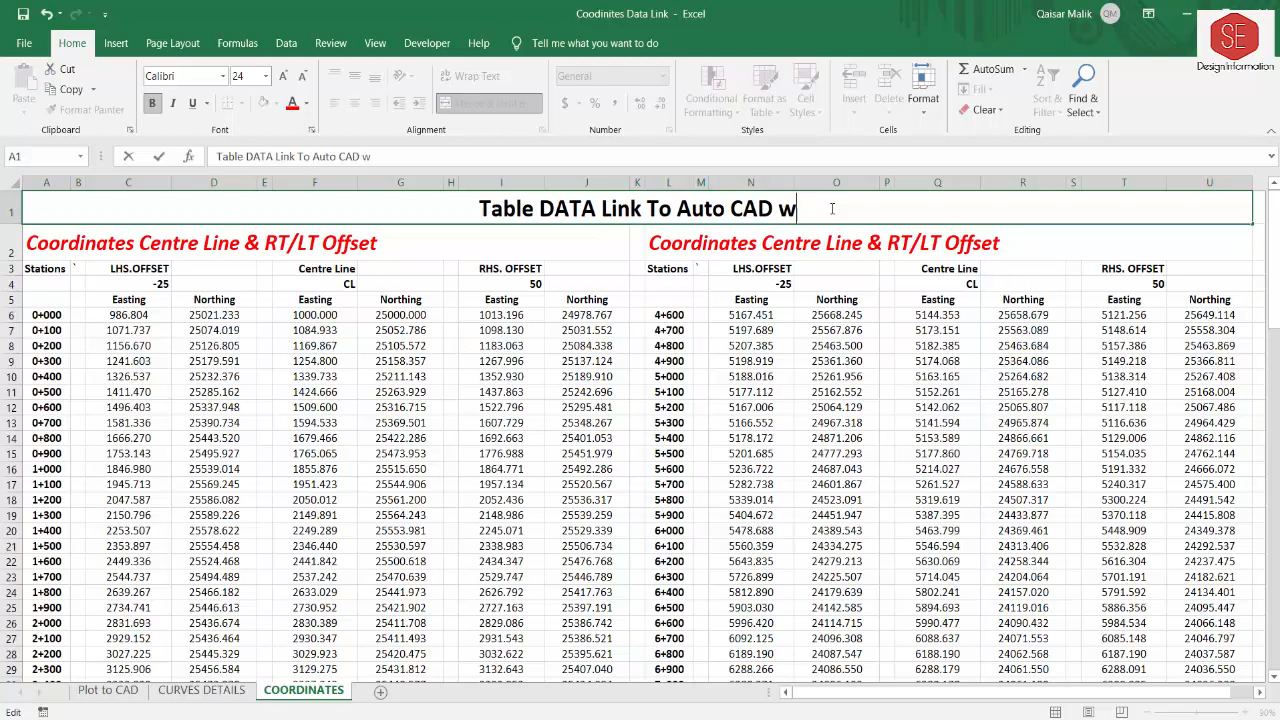 Coodinites Data Link - Excel
Qaisar Malik
QM
SE
DesignInformation
File Home Insert Page Layout Formulas Data Review View Developer Help Tell me what you want to do
Paste
Cut
Copy
Format Painter
Clipboard
Calibri 24
B I U
Font
Wrap Text
Alignment
General
Number
Conditional Formatting
Format as Table
Cell Styles
Styles
Insert Delete Format
Cells
AutoSum
Fill
Clear
Sort & Filter
Find & Select
Editing
A1 fx Table DATA Link To Auto CAD w
A B C D E F G H I J K L M N O P Q R S T U
1 Table DATA Link To Auto CAD w
2 Coordinates Centre Line & RT/LT Offset Coordinates Centre Line & RT/LT Offset
3 Stations ` LHS.OFFSET Centre Line RHS. OFFSET Stations ` LHS.OFFSET Centre Line RHS. OFFSET
4 -25 CL 50 -25 CL 50
5 Easting Northing Easting Northing Easting Northing Easting Northing Easting Northing Easting Northing
6 0+000 986.804 25021.233 1000.000 25000.000 1013.196 24978.767 4+600 5167.451 25668.245 5144.353 25658.679 5121.256 25649.114
7 0+100 1071.737 25074.019 1084.933 25052.786 1098.130 25031.552 4+700 5197.689 25567.876 5173.151 25563.089 5148.614 25558.304
8 0+200 1156.670 25126.805 1169.867 25105.572 1183.063 25084.338 4+800 5207.385 25463.500 5182.385 25463.684 5157.386 25463.869
9 0+300 1241.603 25179.591 1254.800 25158.357 1267.996 25137.124 4+900 5198.919 25361.360 5174.068 25364.086 5149.218 25366.811
10 0+400 1326.537 25232.376 1339.733 25211.143 1352.930 25189.910 5+000 5188.016 25261.956 5163.165 25264.682 5138.314 25267.408
11 0+500 1411.470 25285.162 1424.666 25263.929 1437.863 25242.696 5+100 5177.112 25162.552 5152.261 25165.278 5127.410 25168.004
12 0+600 1496.403 25337.948 1509.600 25316.715 1522.796 25295.481 5+200 5167.006 25064.129 5142.062 25065.807 5117.118 25067.486
13 0+700 1581.336 25390.734 1594.533 25369.501 1607.729 25348.267 5+300 5166.552 24967.318 5141.594 24965.874 5116.636 24964.429
14 0+800 1666.270 25443.520 1679.466 25422.286 1692.663 25401.053 5+400 5178.172 24871.206 5153.589 24866.661 5129.006 24862.116
15 0+900 1753.143 25495.927 1765.065 25473.953 1776.988 25451.979 5+500 5201.685 24777.293 5177.860 24769.718 5154.035 24762.144
16 1+000 1846.980 25539.014 1855.876 25515.650 1864.771 25492.286 5+600 5236.722 24687.043 5214.027 24676.558 5191.332 24666.072
17 1+100 1945.713 25569.245 1951.423 25544.906 1957.134 25520.567 5+700 5282.738 24601.867 5261.527 24588.633 5240.317 24575.400
18 1+200 2047.587 25586.082 2050.012 25561.200 2052.436 25536.317 5+800 5339.014 24523.091 5319.619 24507.317 5300.224 24491.542
19 1+300 2150.796 25589.226 2149.891 25564.243 2148.986 25539.259 5+900 5404.672 24451.947 5387.395 24433.877 5370.118 24415.808
20 1+400 2253.507 25578.622 2249.289 25553.981 2245.071 25529.339 6+000 5478.688 24389.543 5463.799 24369.461 5448.909 24349.378
21 1+500 2353.897 25554.458 2346.440 25530.597 2338.983 25506.734 6+100 5560.359 24334.275 5546.594 24313.406 5532.828 24292.537
22 1+600 2449.336 25524.468 2441.842 25500.618 2434.347 25476.768 6+200 5643.835 24279.214 5630.069 24258.344 5616.304 24237.475
23 1+700 2544.737 25494.489 2537.242 25470.639 2529.747 25446.789 6+300 5726.899 24225.507 5714.045 24204.064 5701.191 24182.621
24 1+800 2639.267 25466.182 2633.029 25441.973 2626.792 25417.763 6+400 5812.890 24180.514 5802.241 24157.010 5791.592 24134.401
25 1+900 2734.741 25446.613 2730.952 25421.902 2727.163 25397.191 6+500 5903.030 24142.585 5894.693 24119.016 5886.356 24095.447
26 2+000 2831.693 25436.674 2830.389 25411.708 2829.086 25386.742 6+600 5996.420 24114.715 5990.477 24090.432 5984.534 24066.148
27 2+100 2929.152 25436.464 2930.347 25411.493 2931.543 25386.521 6+700 6092.125 24096.308 6088.637 24071.553 6085.148 24046.797
28 2+200 3027.225 25445.329 3029.923 25420.475 3032.622 25395.621 6+800 6189.190 24087.542 6188.190 24062.564 6187.190 24037.587
29 2+300 3125.906 25456.584 3129.275 25431.812 3132.643 25407.040 6+900 6288.266 24086.550 6288.179 24061.550 6288.091 24036.550
Plot to CAD CURVES DETAILS COORDINATES
Edit
90%